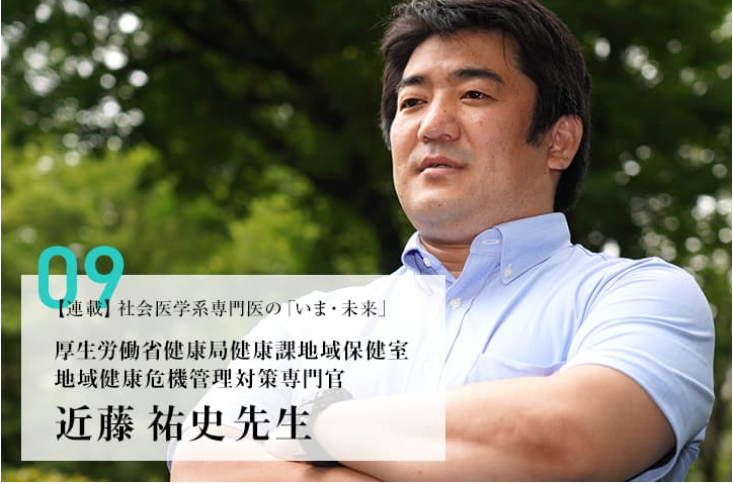 09
【連載】社会医学系専門医の「いま・未来」
厚生労働省健康局健康課地域保健室
地域健康危機管理対策専門官
近藤 祐史 先生